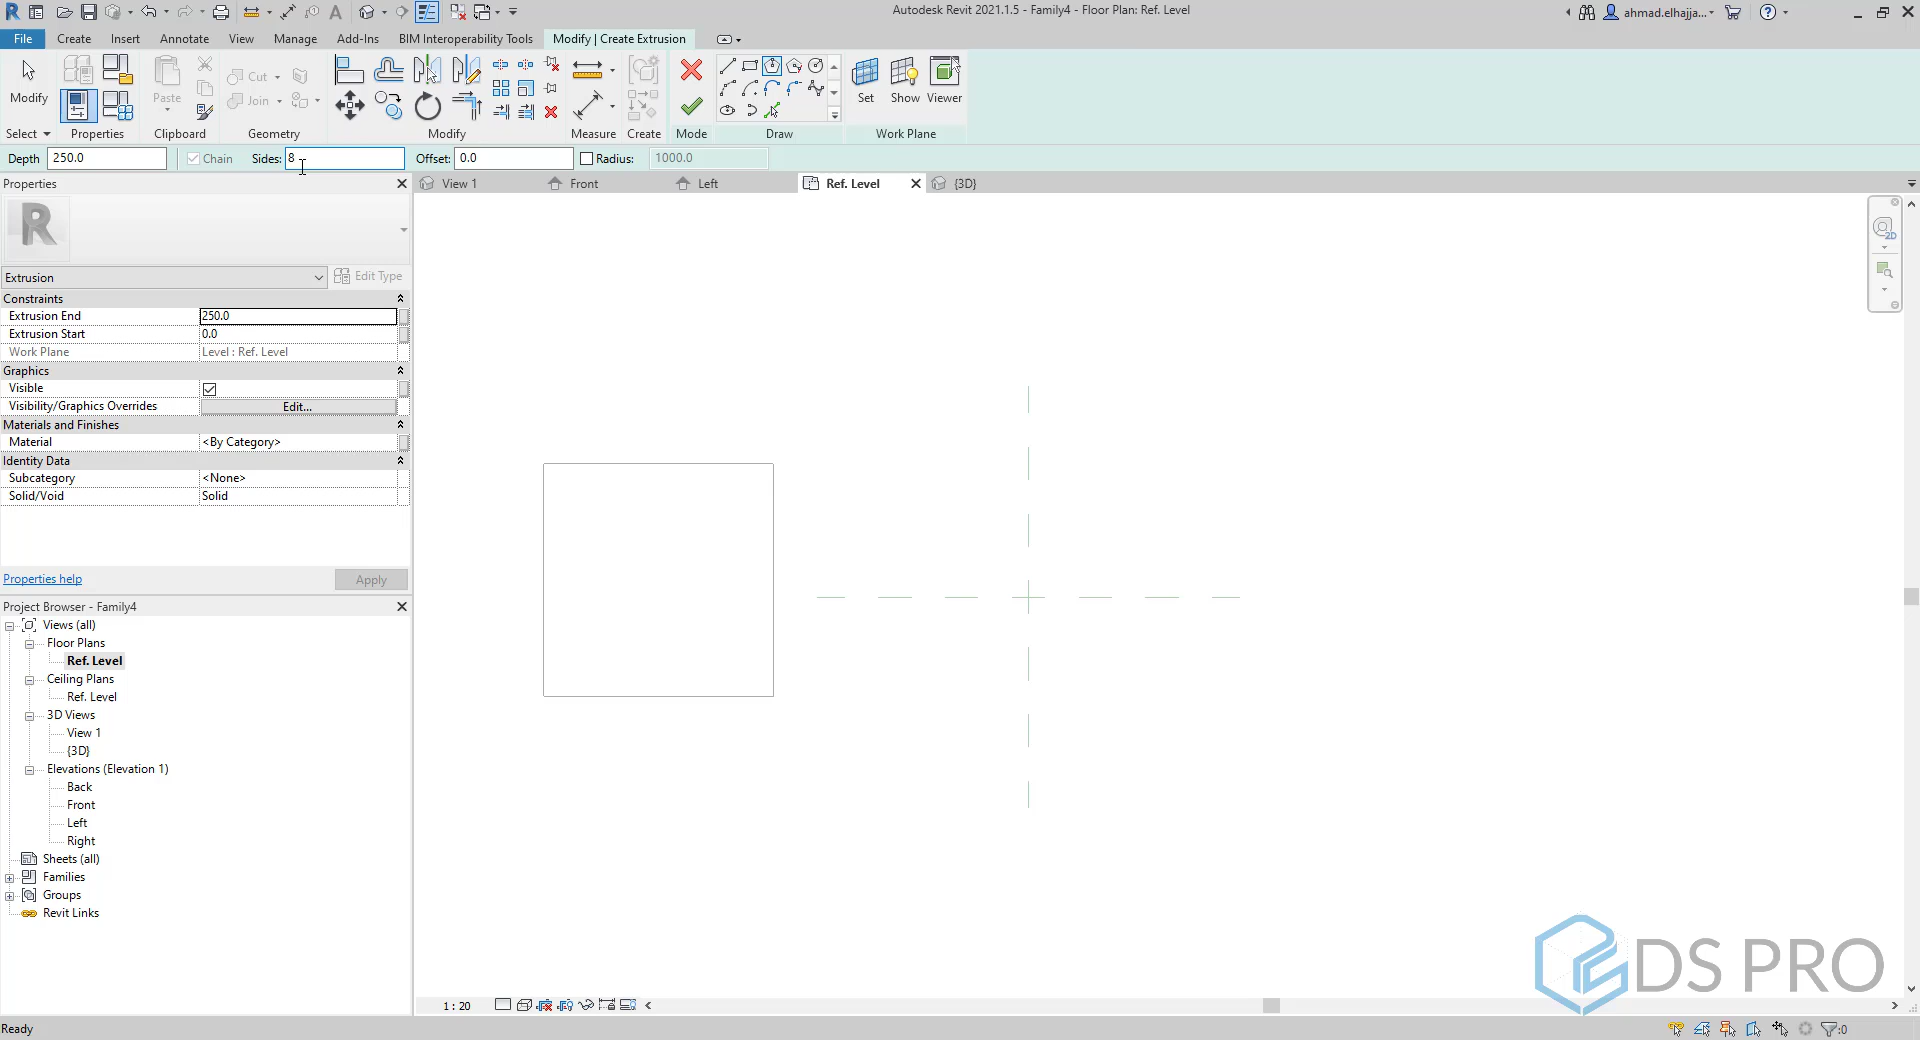 Autodesk Revit 2021.1.5 - Family4 - Floor Plan: Ref. Level
ahmad.elhajja...
File Create Insert Annotate View Manage Add-Ins BIM Interoperability Tools Modify | Create Extrusion
Modify
Paste
Cut
Join
Set Show Viewer
Select Properties Clipboard Geometry Modify Measure Create Mode Draw Work Plane
Depth 250.0 Chain Sides: 8 Offset: 0.0 Radius: 1000.0
Properties
View 1 Front Left Ref. Level {3D}
R
2D
Extrusion Edit Type
Constraints
Extrusion End 250.0
Extrusion Start 0.0
Work Plane Level : Ref. Level
Graphics
Visible
Visibility/Graphics Overrides Edit...
Materials and Finishes
Material <By Category>
Identity Data
Subcategory <None>
Solid/Void Solid
Properties help Apply
Project Browser - Family4
Views (all)
Floor Plans
Ref. Level
Ceiling Plans
Ref. Level
3D Views
View 1
{3D}
Elevations (Elevation 1)
Back
Front
Left
Right
Sheets (all)
Families
Groups
Revit Links
DS PRO
1 : 20
Ready
:0